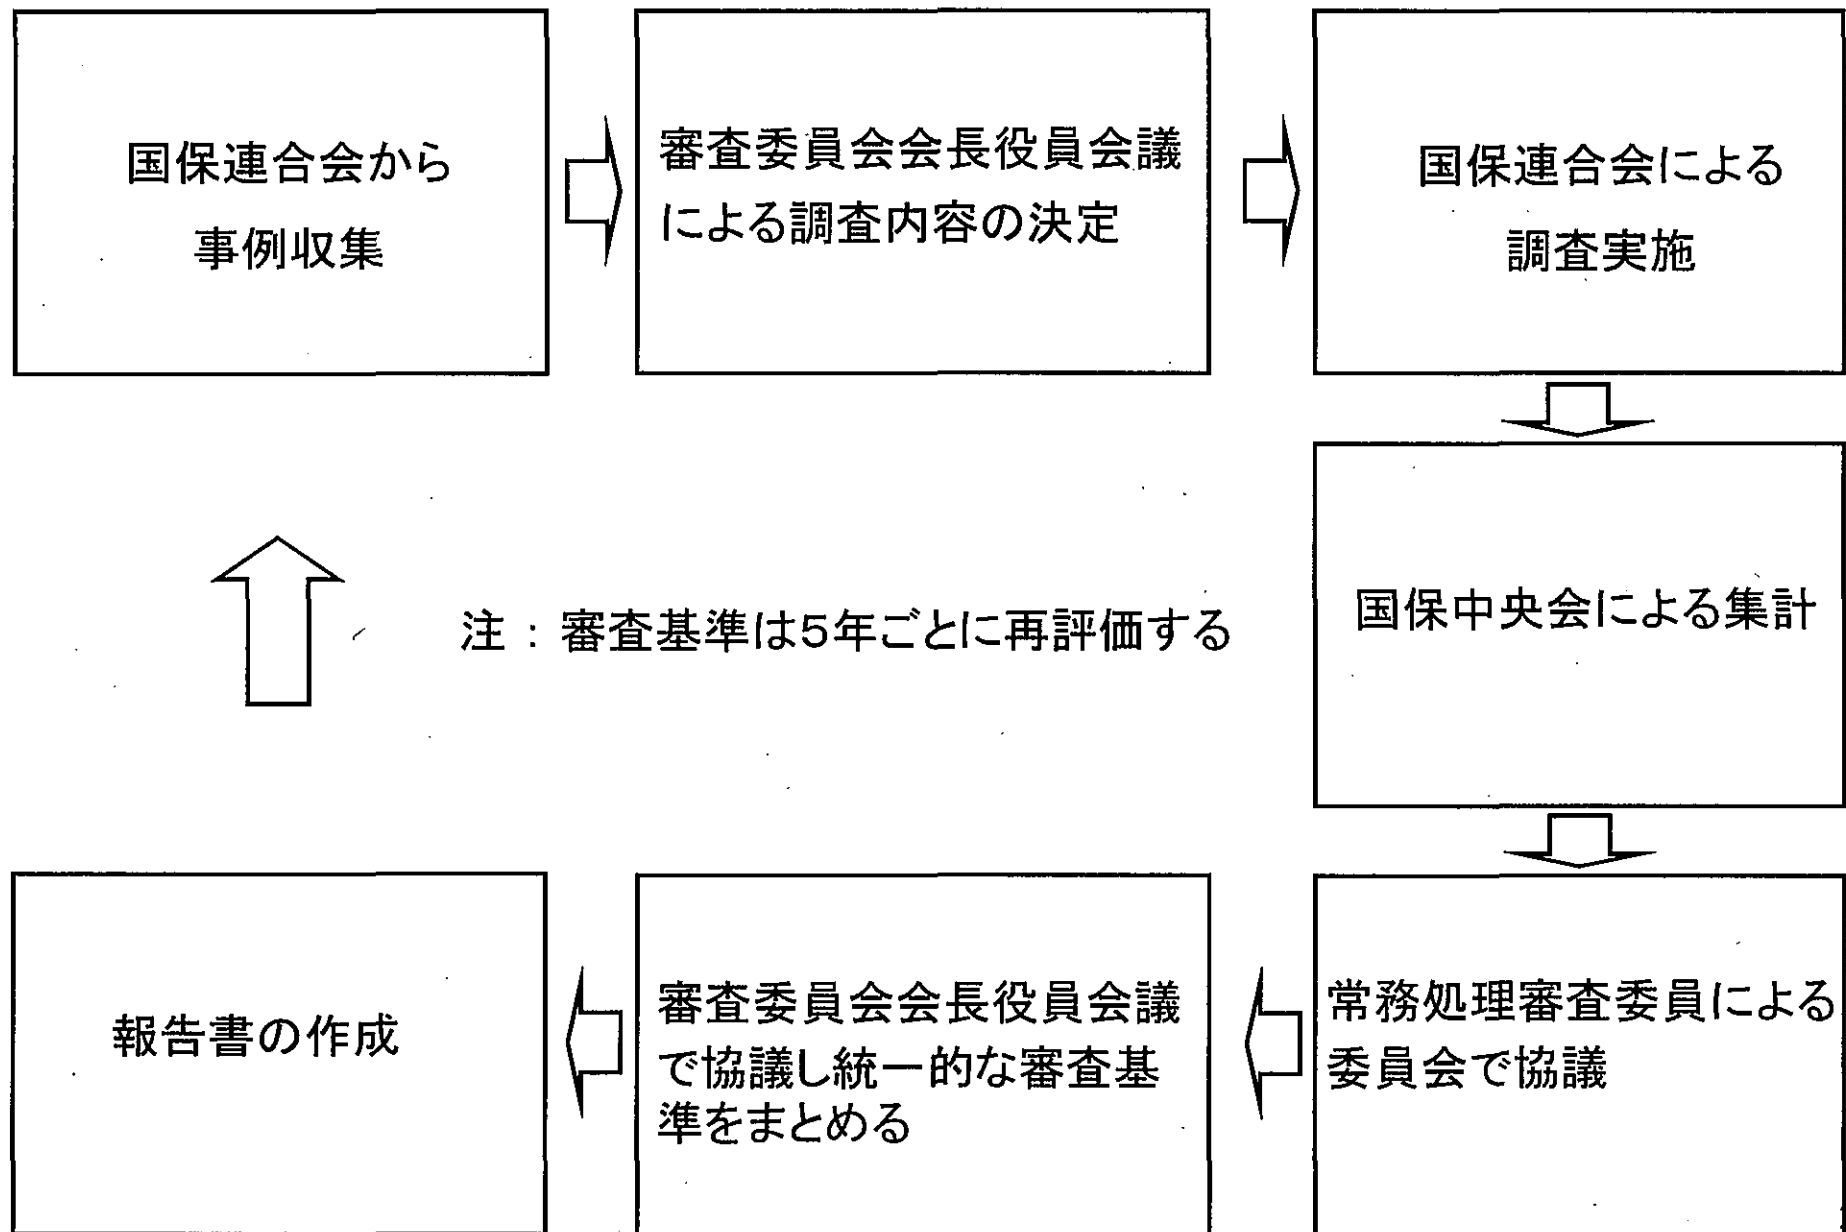 国保連合会から
事例収集
審査委員会会長役員会議
による調査内容の決定
国保連合会による
調査実施
国保中央会による集計
注：審査基準は5年ごとに再評価する
常務処理審査委員による
委員会で協議
審査委員会会長役員会議
で協議し統一的な審査基
準をまとめる
報告書の作成